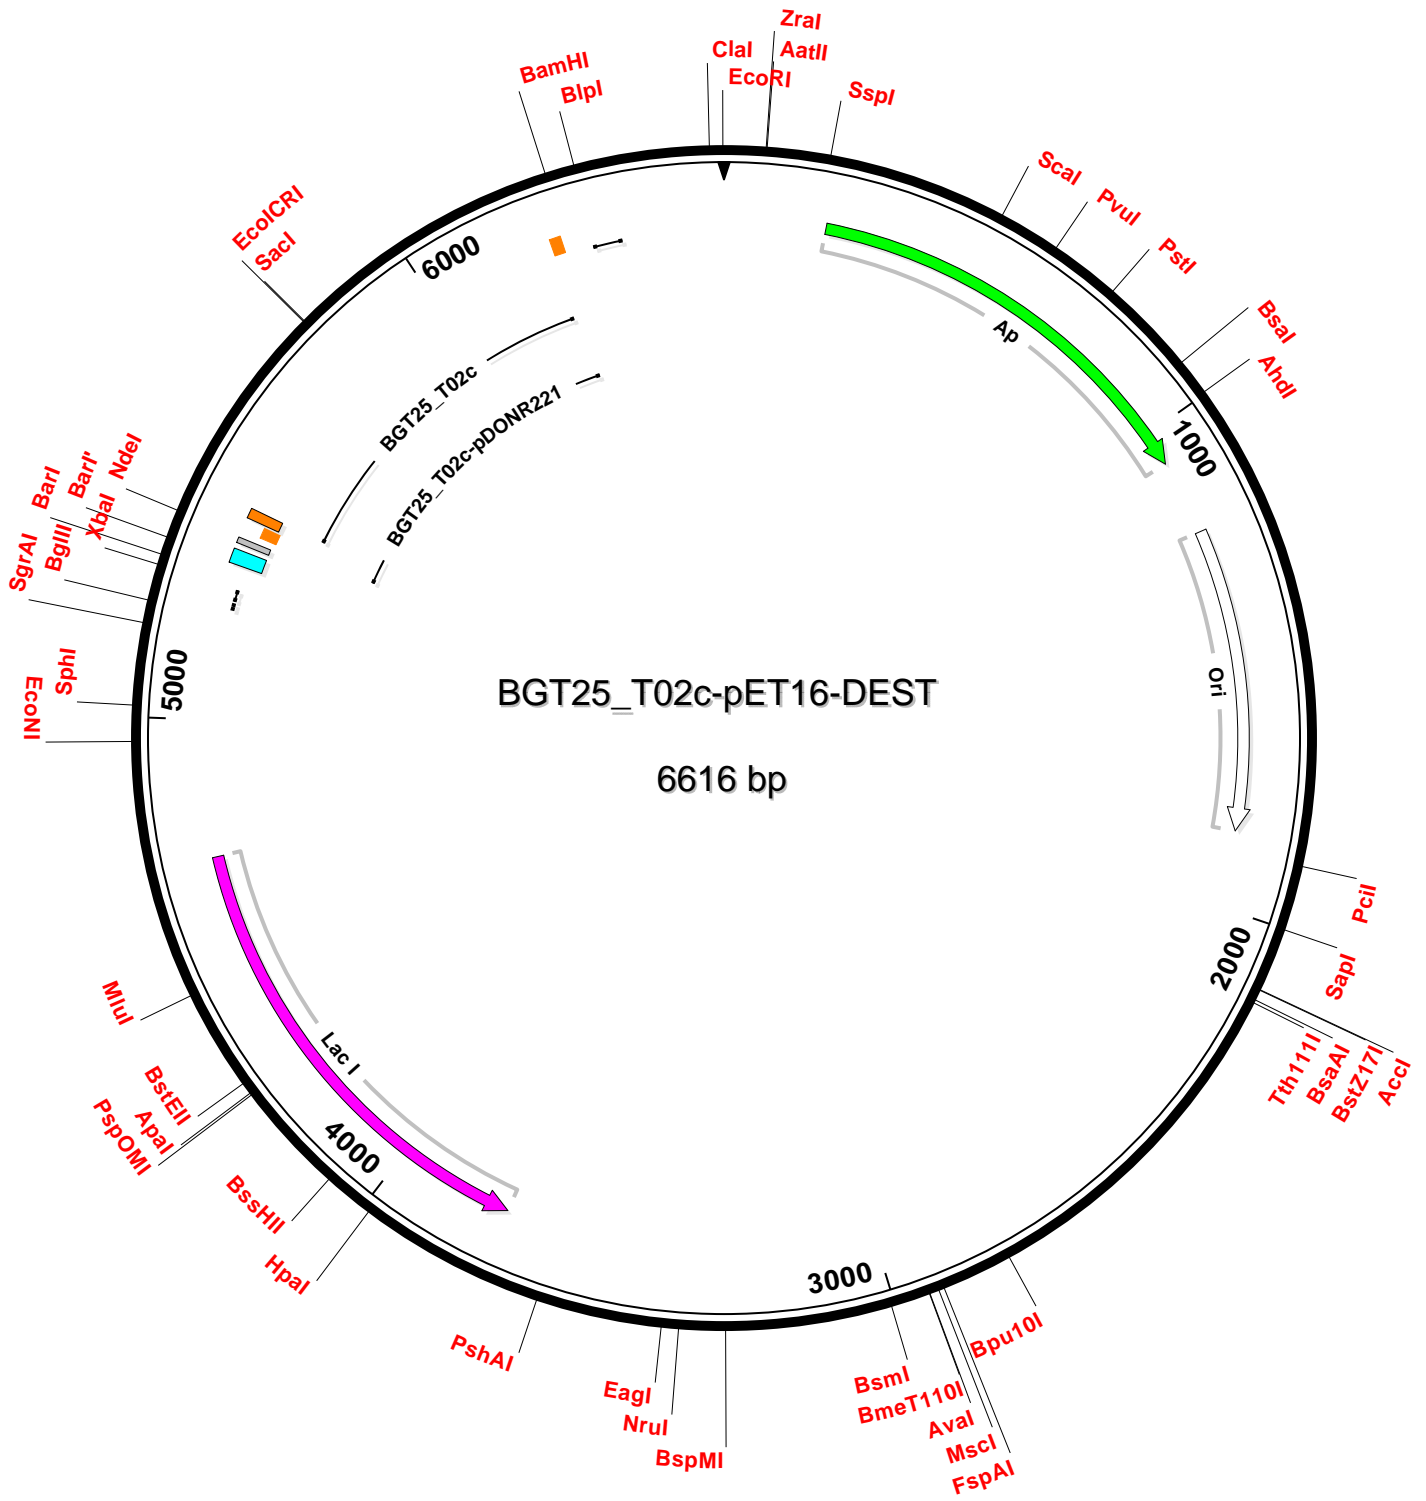 ClaI
EcoRI
ZraI
AatII
SspI
ScaI
PvuI
PstI
BsaI
AhdI
PciI
SapI
AccI
BstZ17I
BsaAI
Tth111I
Bpu10I
FspAI
MscI
AvaI
BmeT110I
BsmI
BspMI
NruI
EagI
PshAI
HpaI
BssHII
PspOMI
ApaI
BstEII
MluI
EcoNI
SphI
SgrAI
BglII
XbaI
BarI
BarI'
NdeI
SacI
EcoICRI
BamHI
BlpI
1000
2000
3000
4000
5000
6000
Ap
Ori
Lac I
BGT25_T02c
BGT25_T02c-pDONR221
BGT25_T02c-pET16-DEST
6616 bp